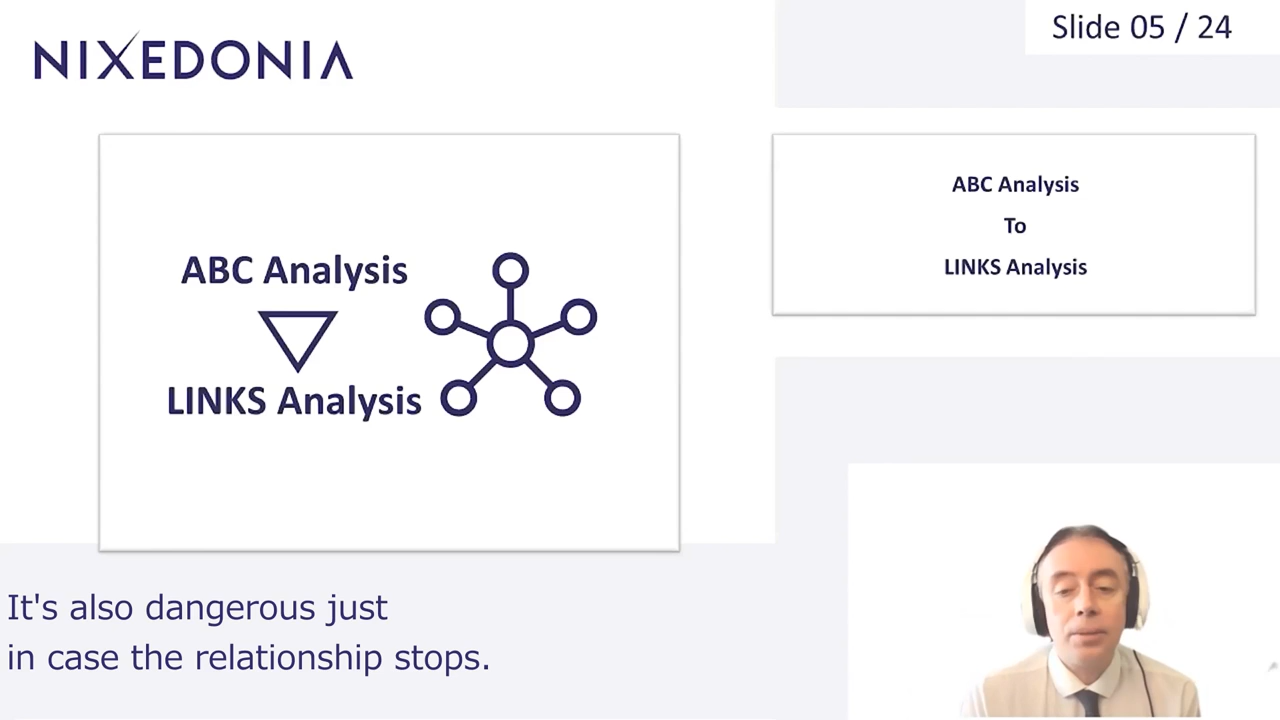 NIXEDONIA
Slide 05 / 24
ABC Analysis
LINKS Analysis
ABC Analysis
To
LINKS Analysis
It's also dangerous just
in case the relationship stops.